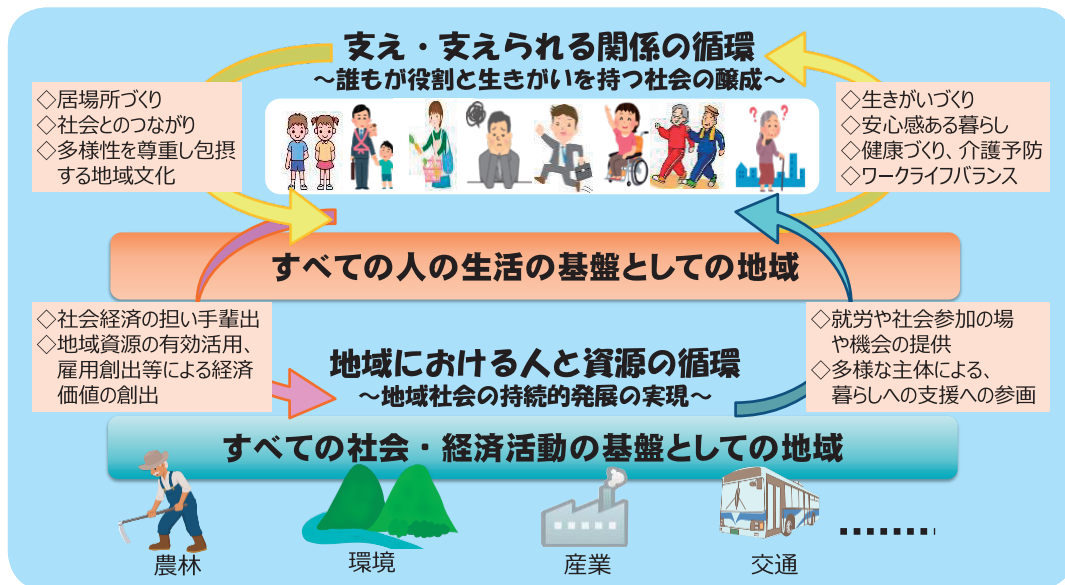 支え・支えられる関係の循環
～誰もが役割と生きがいを持つ社会の醸成～
◇居場所づくり
◇社会とのつながり
◇多様性を尊重し包摂
する地域文化
◇生きがいづくり
◇安心感ある暮らし
◇健康づくり、介護予防
◇ワークライフバランス
? ?
すべての人の生活の基盤としての地域
◇社会経済の担い手輩出
◇地域資源の有効活用、
雇用創出等による経済
価値の創出
地域における人と資源の循環
～地域社会の持続的発展の実現～
◇就労や社会参加の場
や機会の提供
◇多様な主体による、
暮らしへの支援への参画
すべての社会・経済活動の基盤としての地域
農林
環境
産業
交通